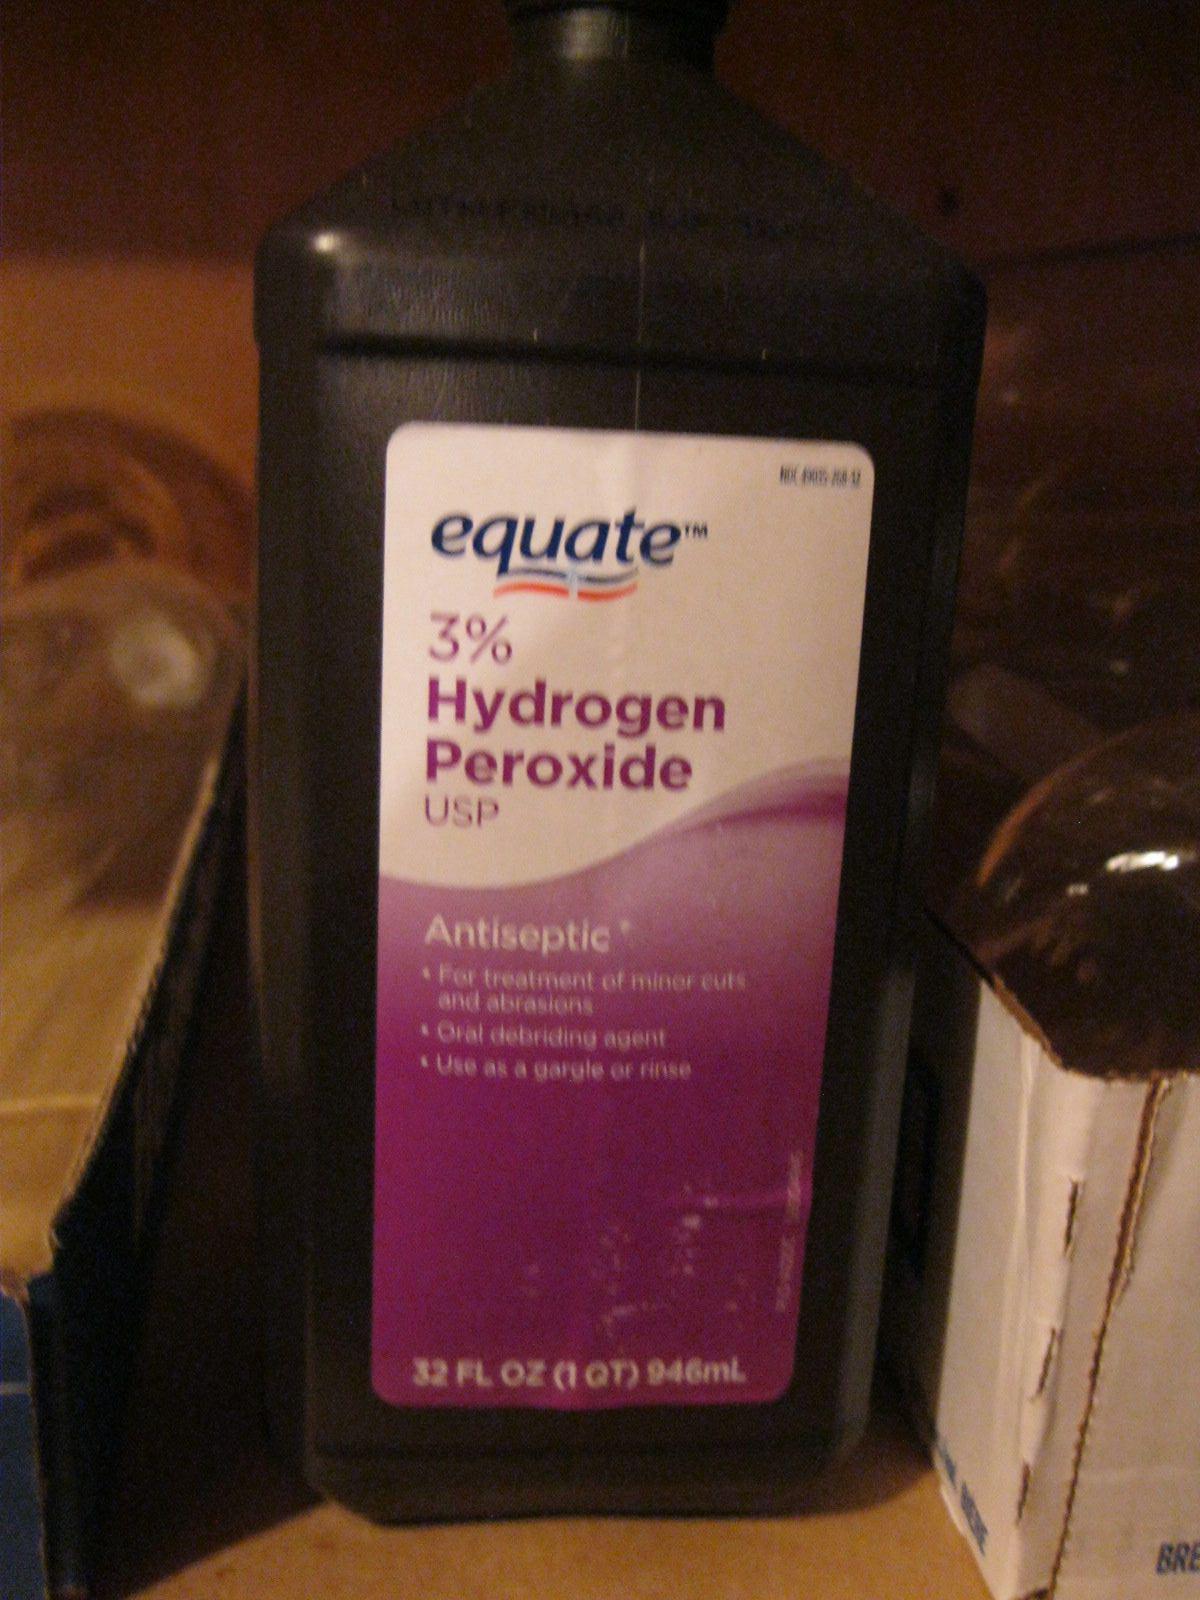 equate™
3%
Hydrogen
Peroxide
USP
Antiseptic*
• For treatment of minor cuts
and abrasions
• Oral debriding agent
• Use as a gargle or rinse
32 FL OZ (1 QT) 946mL
BRE